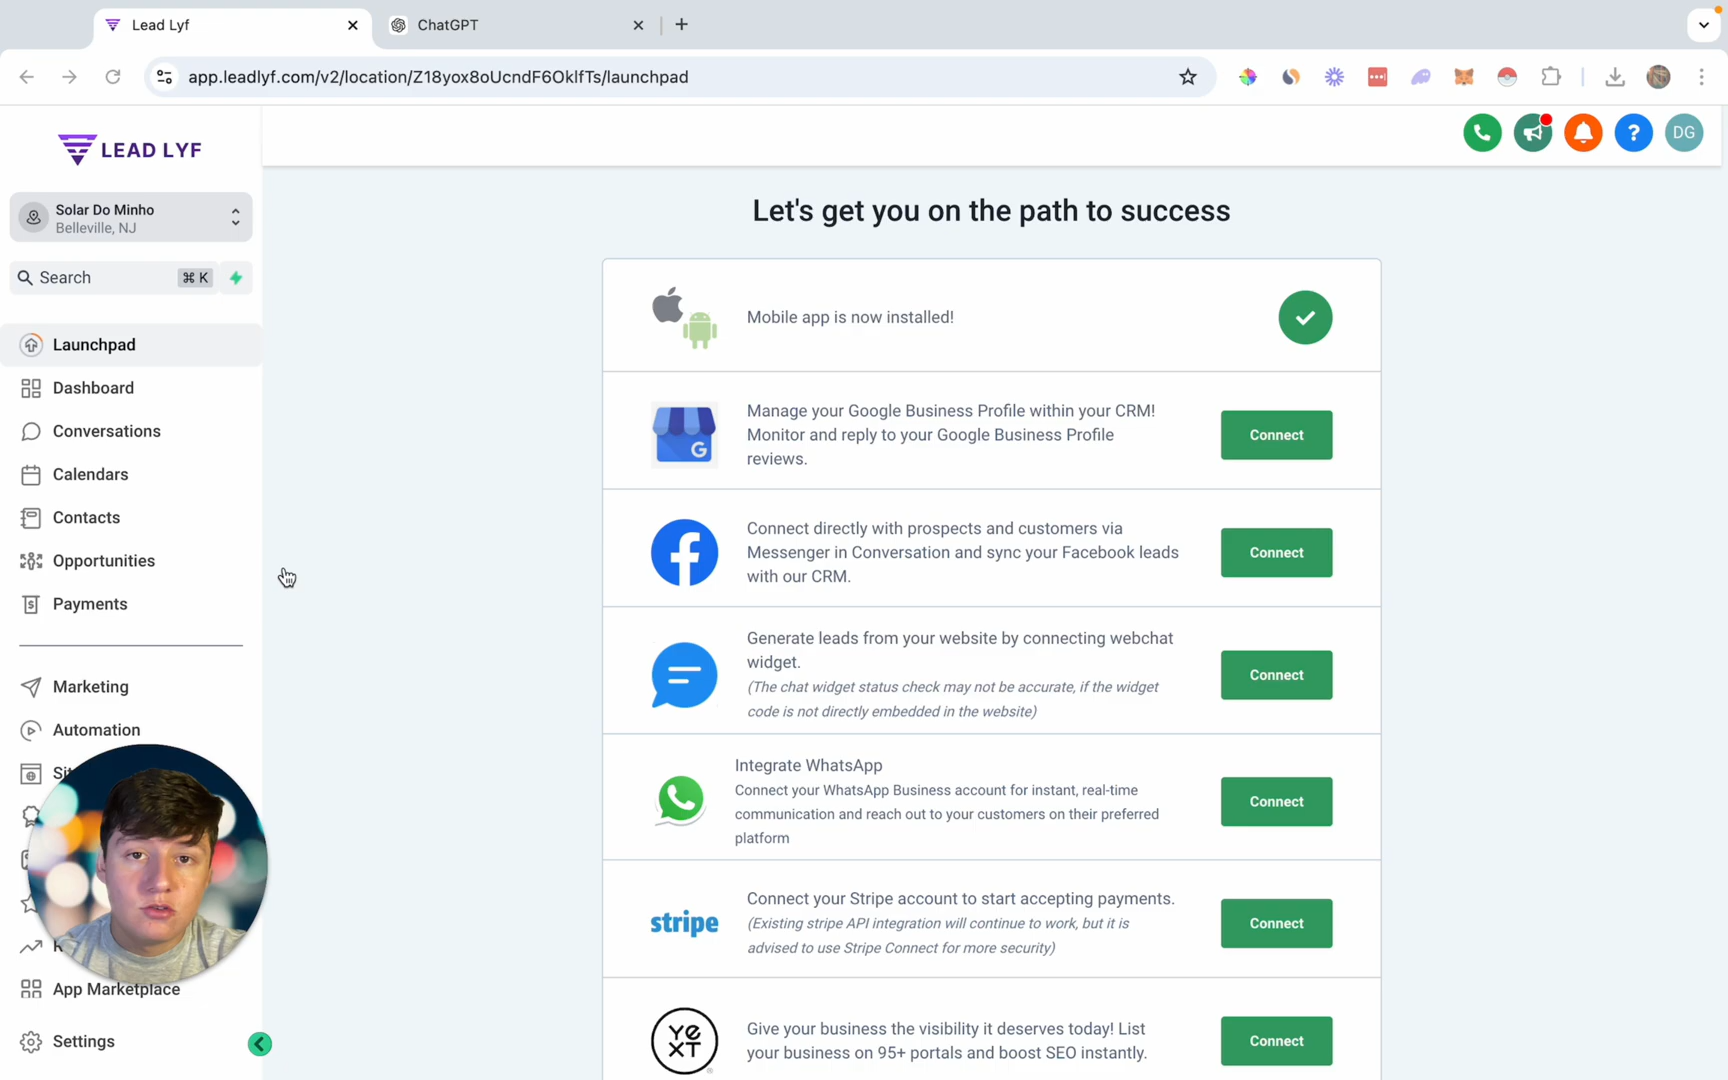 Lead Lyf
ChatGPT
app.leadlyf.com/v2/location/Z18yox8oUcndF6OklfTs/launchpad
LEAD LYF
DG
Solar Do Minho
Belleville, NJ
Search
⌘ K
Launchpad
Dashboard
Conversations
Calendars
Contacts
Opportunities
Payments
Marketing
Automation
App Marketplace
Settings
Let's get you on the path to success
Mobile app is now installed!
Manage your Google Business Profile within your CRM!
Monitor and reply to your Google Business Profile
reviews.
Connect
Connect directly with prospects and customers via
Messenger in Conversation and sync your Facebook leads
with our CRM.
Connect
Generate leads from your website by connecting webchat
widget.
(The chat widget status check may not be accurate, if the widget
code is not directly embedded in the website)
Connect
Integrate WhatsApp
Connect your WhatsApp Business account for instant, real-time
communication and reach out to your customers on their preferred
platform
Connect
stripe
Connect your Stripe account to start accepting payments.
(Existing stripe API integration will continue to work, but it is
advised to use Stripe Connect for more security)
Connect
YEXT
Give your business the visibility it deserves today! List
your business on 95+ portals and boost SEO instantly.
Connect